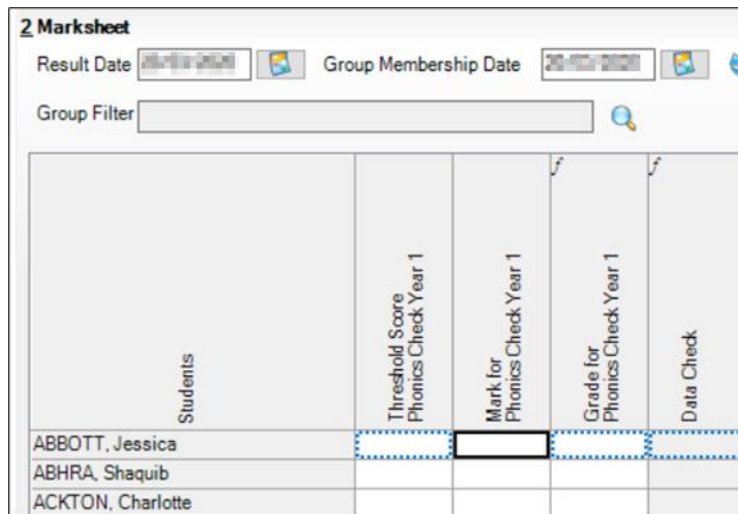 2 Marksheet
Result Date Group Membership Date
Group Filter
Students
Threshold Score
Phonics Check Year 1
Mark for
Phonics Check Year 1
f
Grade for
Phonics Check Year 1
f
Data Check
ABBOTT, Jessica
ABHRA, Shaquib
ACKTON, Charlotte